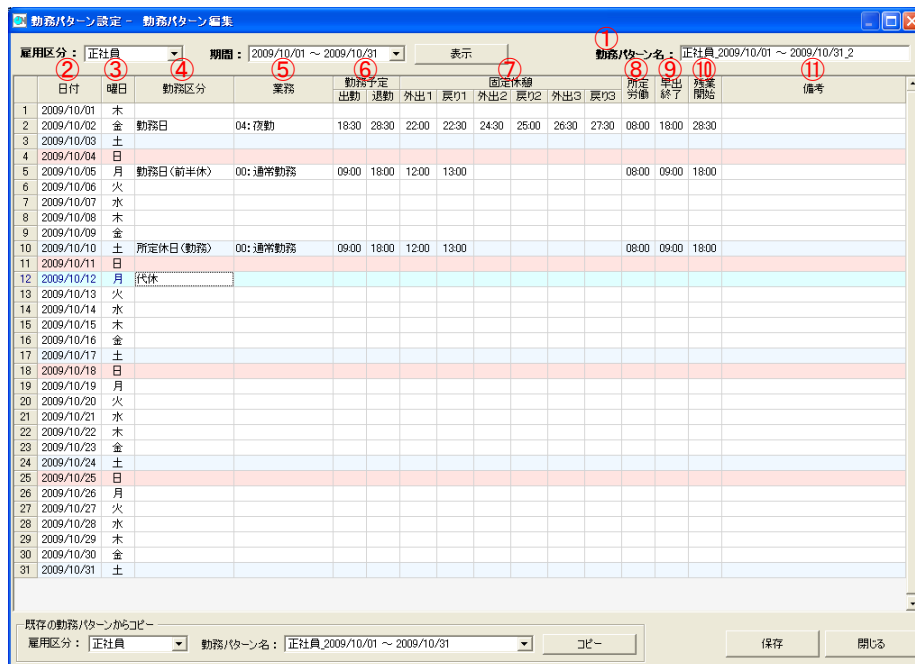 勤務パターン設定 - 勤務パターン編集
①
雇用区分： 正社員 期間： 2009/10/01 ～ 2009/10/31 表示 勤務パターン名： 正社員_2009/10/01 ～ 2009/10/31_2
② ③ ④ ⑤ ⑥ ⑦ ⑧ ⑨ ⑩ ⑪
日付 曜日 勤務区分 業務 勤務予定 固定休憩 所定労働 早出終了 残業開始 備考
出勤 退勤 外出1 戻り1 外出2 戻り2 外出3 戻り3
1 2009/10/01 木
2 2009/10/02 金 勤務日 04:夜勤 18:30 28:30 22:00 22:30 24:30 25:00 26:30 27:30 08:00 18:00 28:30
3 2009/10/03 土
4 2009/10/04 日
5 2009/10/05 月 勤務日(前半休) 00:通常勤務 09:00 18:00 12:00 13:00 08:00 09:00 18:00
6 2009/10/06 火
7 2009/10/07 水
8 2009/10/08 木
9 2009/10/09 金
10 2009/10/10 土 所定休日(勤務) 00:通常勤務 09:00 18:00 12:00 13:00 08:00 09:00 18:00
11 2009/10/11 日
12 2009/10/12 月 代休
13 2009/10/13 火
14 2009/10/14 水
15 2009/10/15 木
16 2009/10/16 金
17 2009/10/17 土
18 2009/10/18 日
19 2009/10/19 月
20 2009/10/20 火
21 2009/10/21 水
22 2009/10/22 木
23 2009/10/23 金
24 2009/10/24 土
25 2009/10/25 日
26 2009/10/26 月
27 2009/10/27 火
28 2009/10/28 水
29 2009/10/29 木
30 2009/10/30 金
31 2009/10/31 土
既存の勤務パターンからコピー
雇用区分： 正社員 勤務パターン名： 正社員_2009/10/01 ～ 2009/10/31 コピー 保存 閉じる